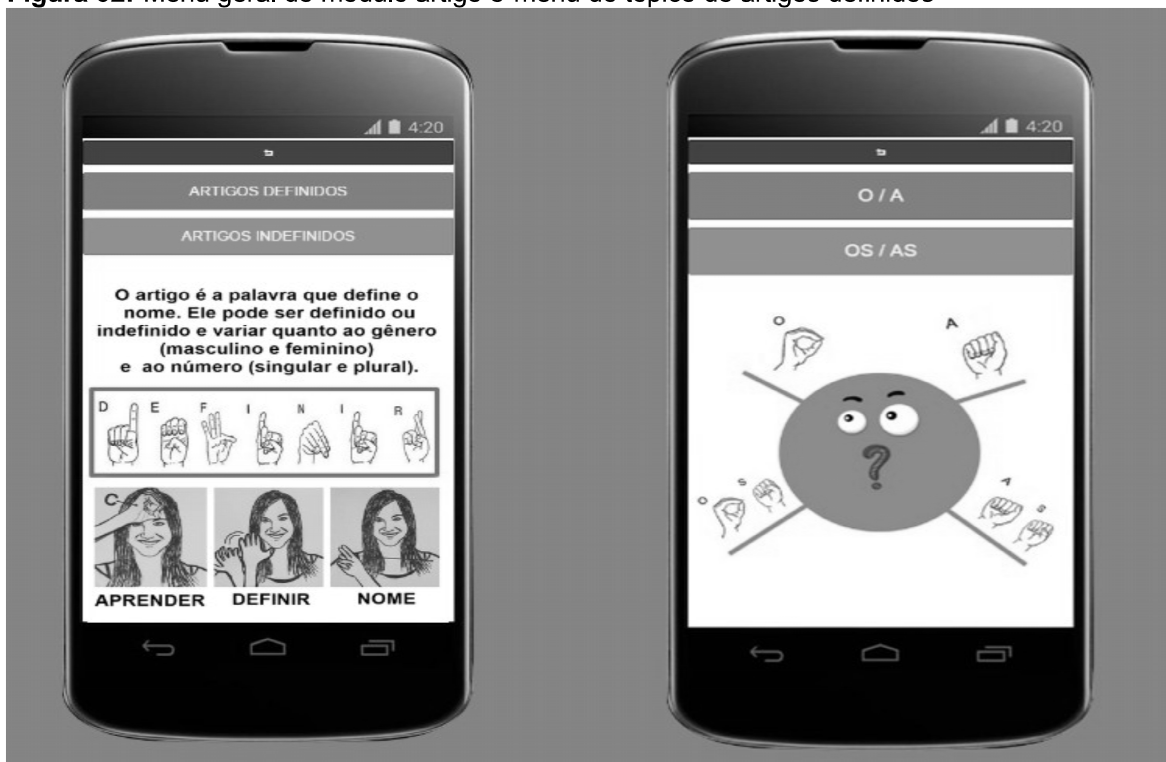 Figura 02: Menu geral do módulo artigo e menu de tópico de artigos definidos
4:20
ARTIGOS DEFINIDOS
ARTIGOS INDEFINIDOS
O artigo é a palavra que define o
nome. Ele pode ser definido ou
indefinido e variar quanto ao gênero
(masculino e feminino)
e ao número (singular e plural).
D E F I N I R
C
APRENDER DEFINIR NOME
4:20
O / A
OS / AS
O A
?
O S A S